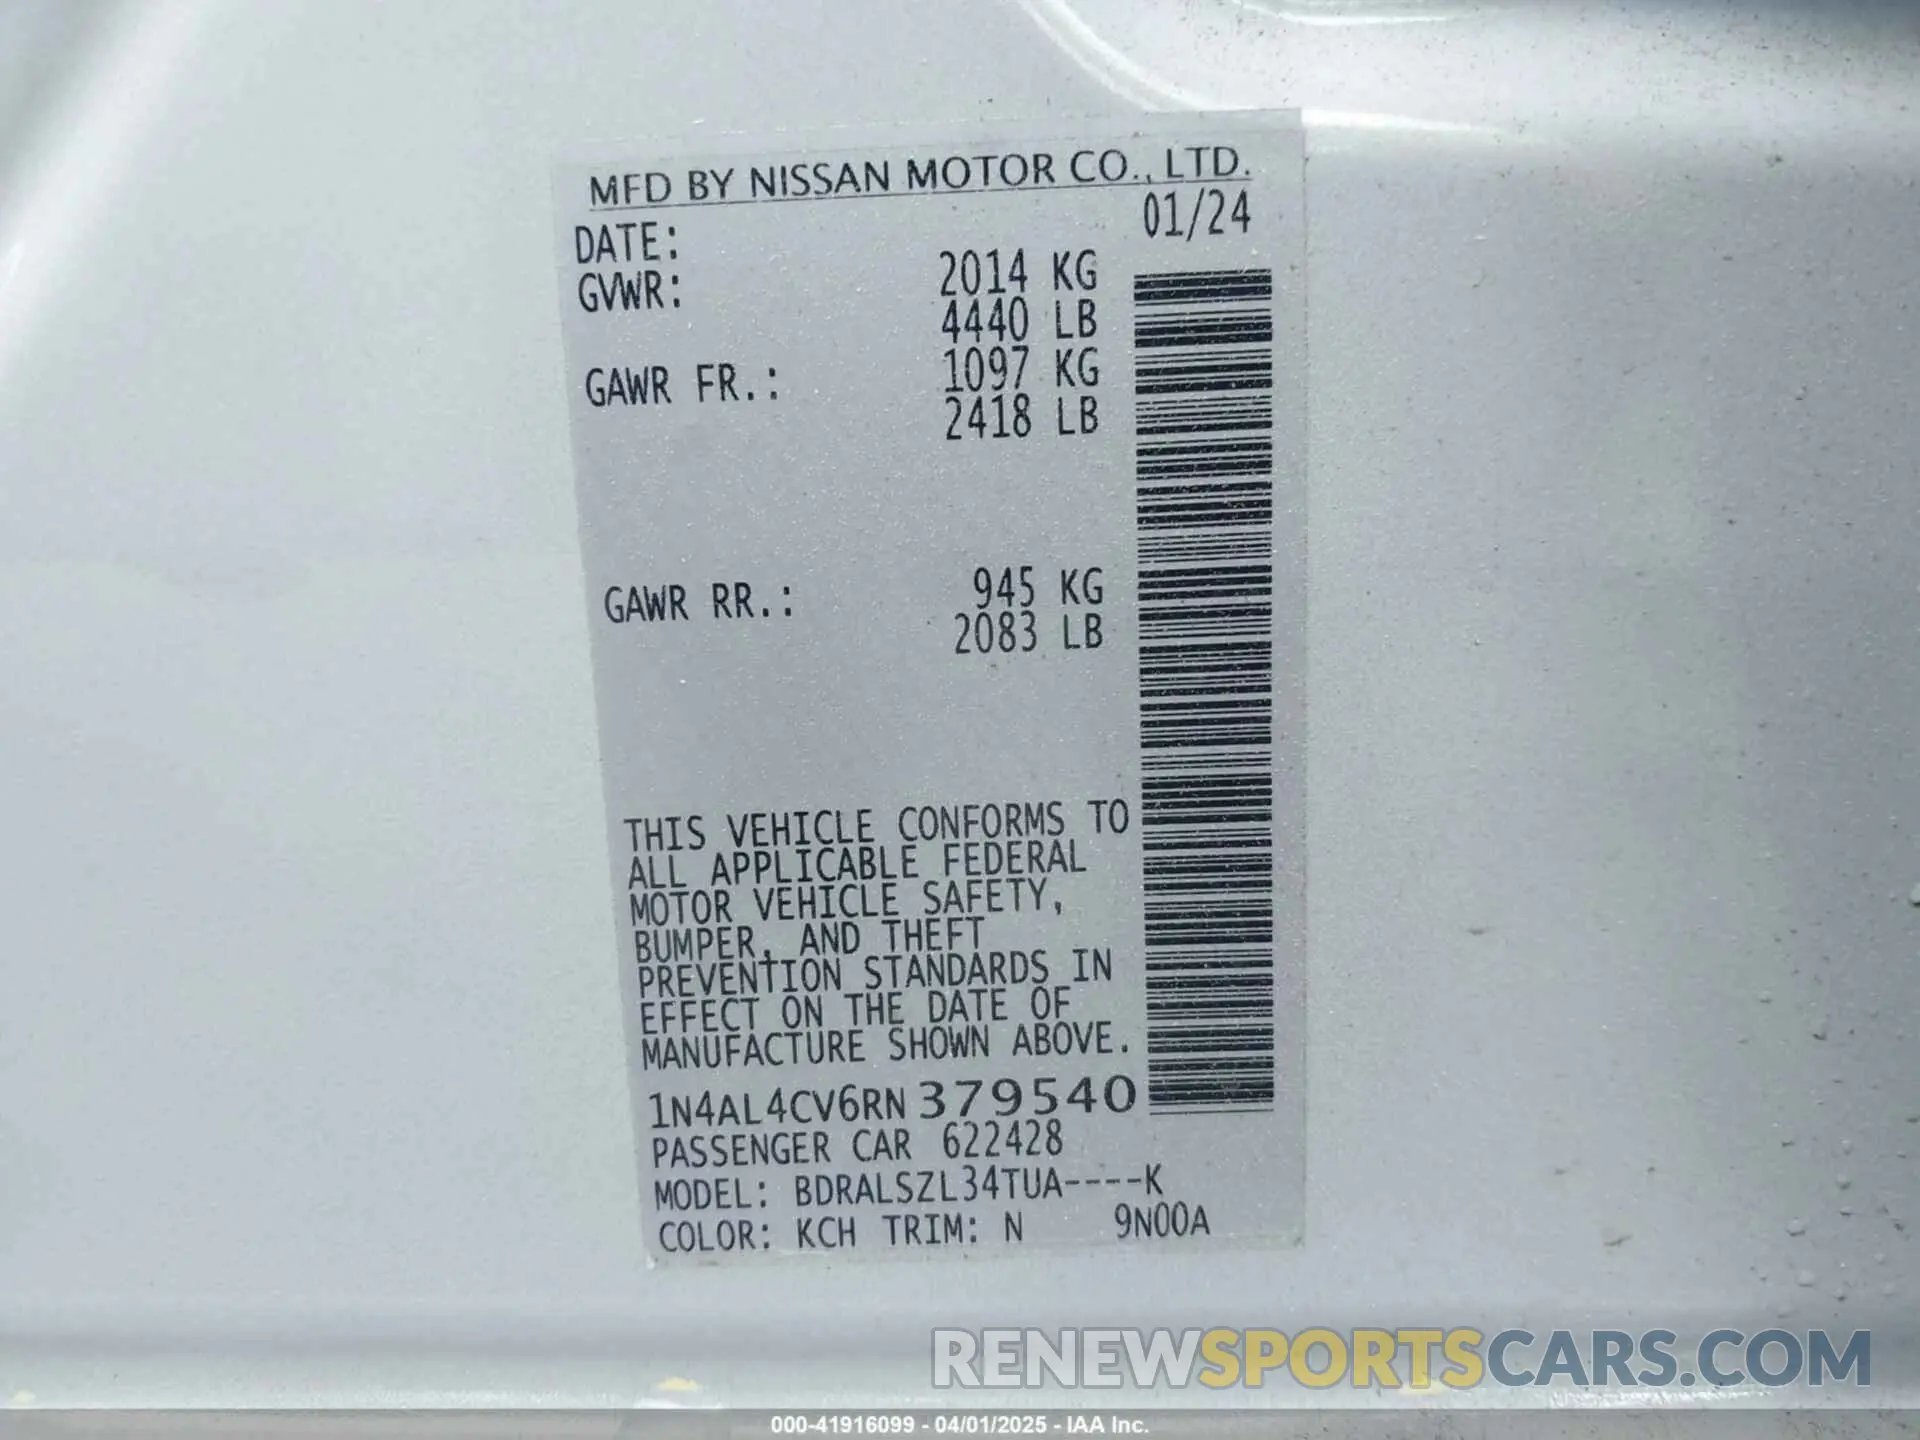 MFD BY NISSAN MOTOR CO., LTD.
DATE: 01/24
GVWR: 2014 KG
4440 LB
GAWR FR.: 1097 KG
2418 LB
GAWR RR.: 945 KG
2083 LB
THIS VEHICLE CONFORMS TO
ALL APPLICABLE FEDERAL
MOTOR VEHICLE SAFETY,
BUMPER, AND THEFT
PREVENTION STANDARDS IN
EFFECT ON THE DATE OF
MANUFACTURE SHOWN ABOVE.
1N4AL4CV6RN379540
PASSENGER CAR 622428
MODEL: BDRALSZL34TUA----K
COLOR: KCH TRIM: N 9N00A
RENEWSPORTSCARS.COM
000-41916099 - 04/01/2025 - IAA Inc.